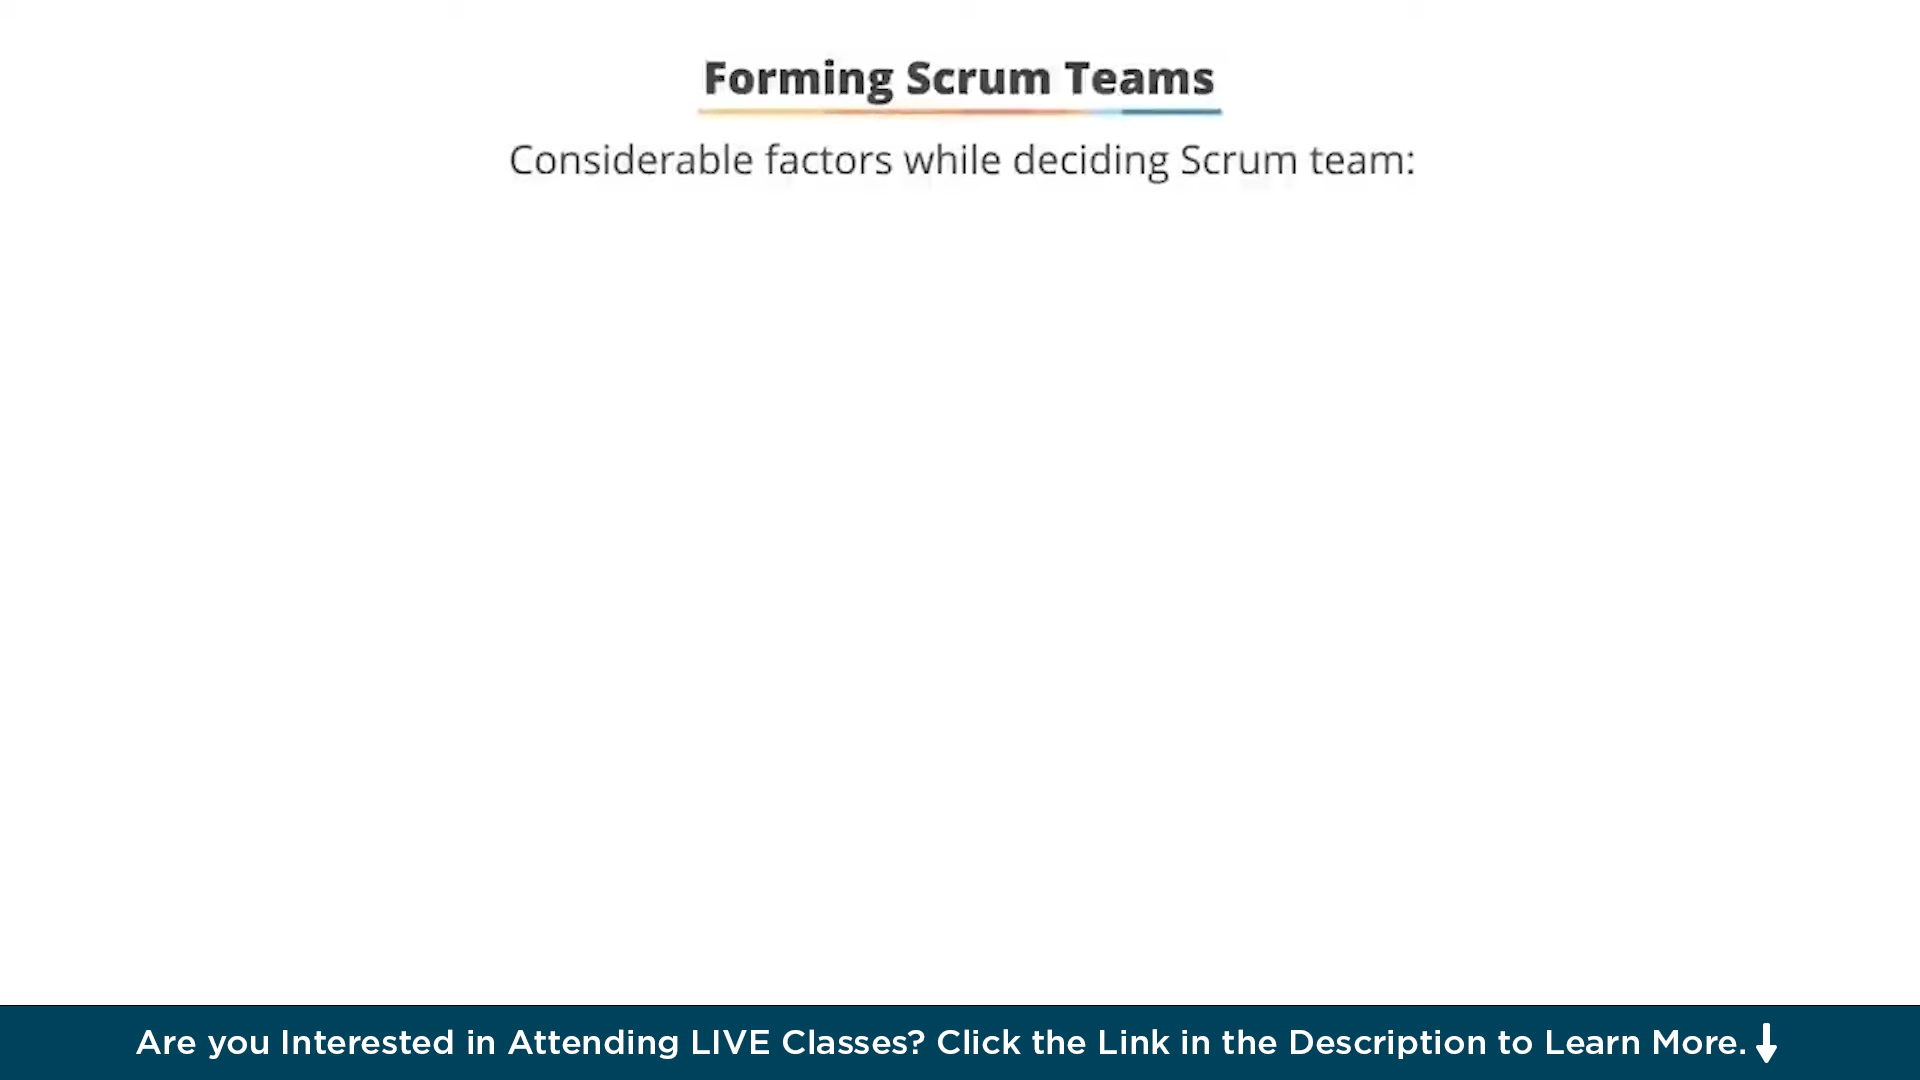 Forming Scrum Teams
Considerable factors while deciding Scrum team:
Are you Interested in Attending LIVE Classes? Click the Link in the Description to Learn More.